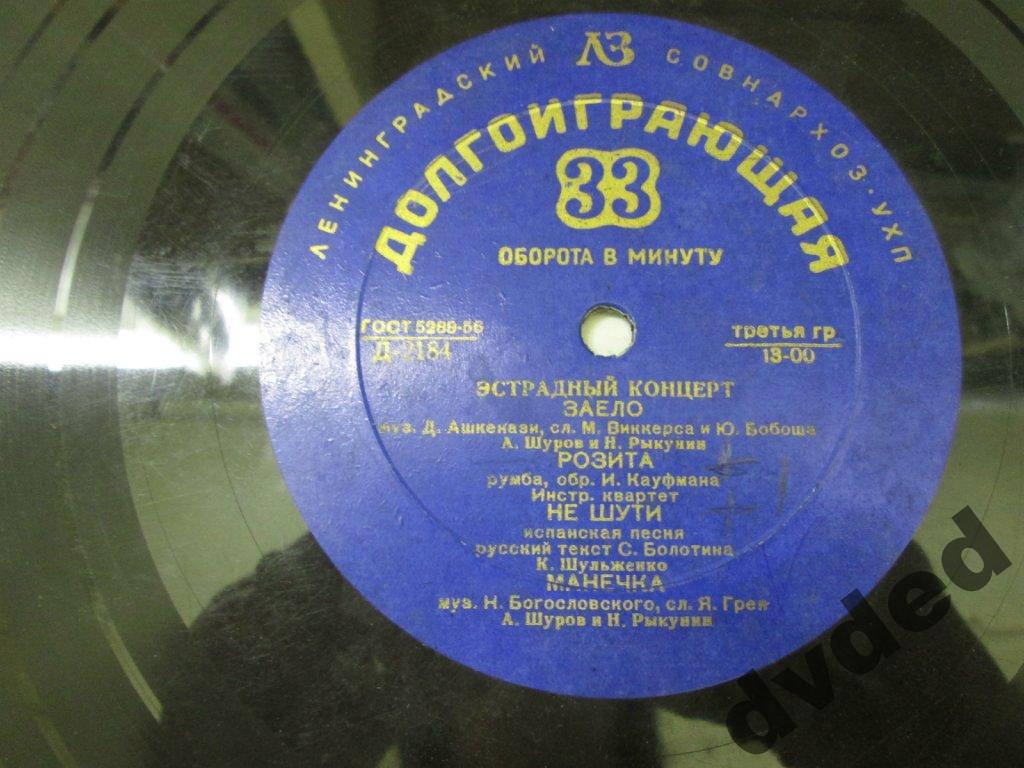 ЛЕНИНГРАДСКИЙ ЛЗ СОВНАРХОЗ·УХП
ДОЛГОИГРАЮЩАЯ
33
ОБОРОТА В МИНУТУ
ГОСТ 5289-56
Д-2184
третья гр
13-00
ЭСТРАДНЫЙ КОНЦЕРТ
ЗАЕЛО
муз. Д. Ашкенази, сл. М. Виккерса и Ю. Бобоша
А. Шуров и Н. Рыкунин
РОЗИТА
румба, обр. И. Кауфмана
Инстр. квартет
НЕ ШУТИ
испанская песня
русский текст С. Болотина
К. Шульженко
МАНЕЧКА
муз. Н. Богословского, сл. Я. Грея
А. Шуров и Н. Рыкунин
dvded